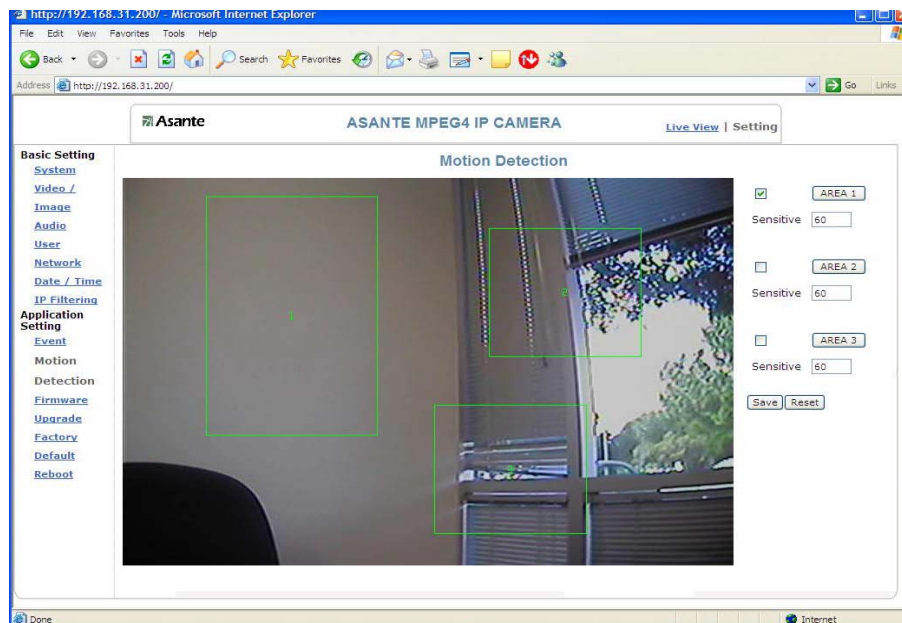 http://192.168.31.200/ - Microsoft Internet Explorer
File Edit View Favorites Tools Help
Back Search Favorites
Address http://192.168.31.200/ Go Links
Asante ASANTE MPEG4 IP CAMERA Live View | Setting
Motion Detection
Basic Setting
System
Video /
Image
Audio
User
Network
Date / Time
IP Filtering
Application
Setting
Event
Motion
Detection
Firmware
Upgrade
Factory
Default
Reboot
1
2
3
AREA 1
Sensitive 60
AREA 2
Sensitive 60
AREA 3
Sensitive 60
Save Reset
Done Internet